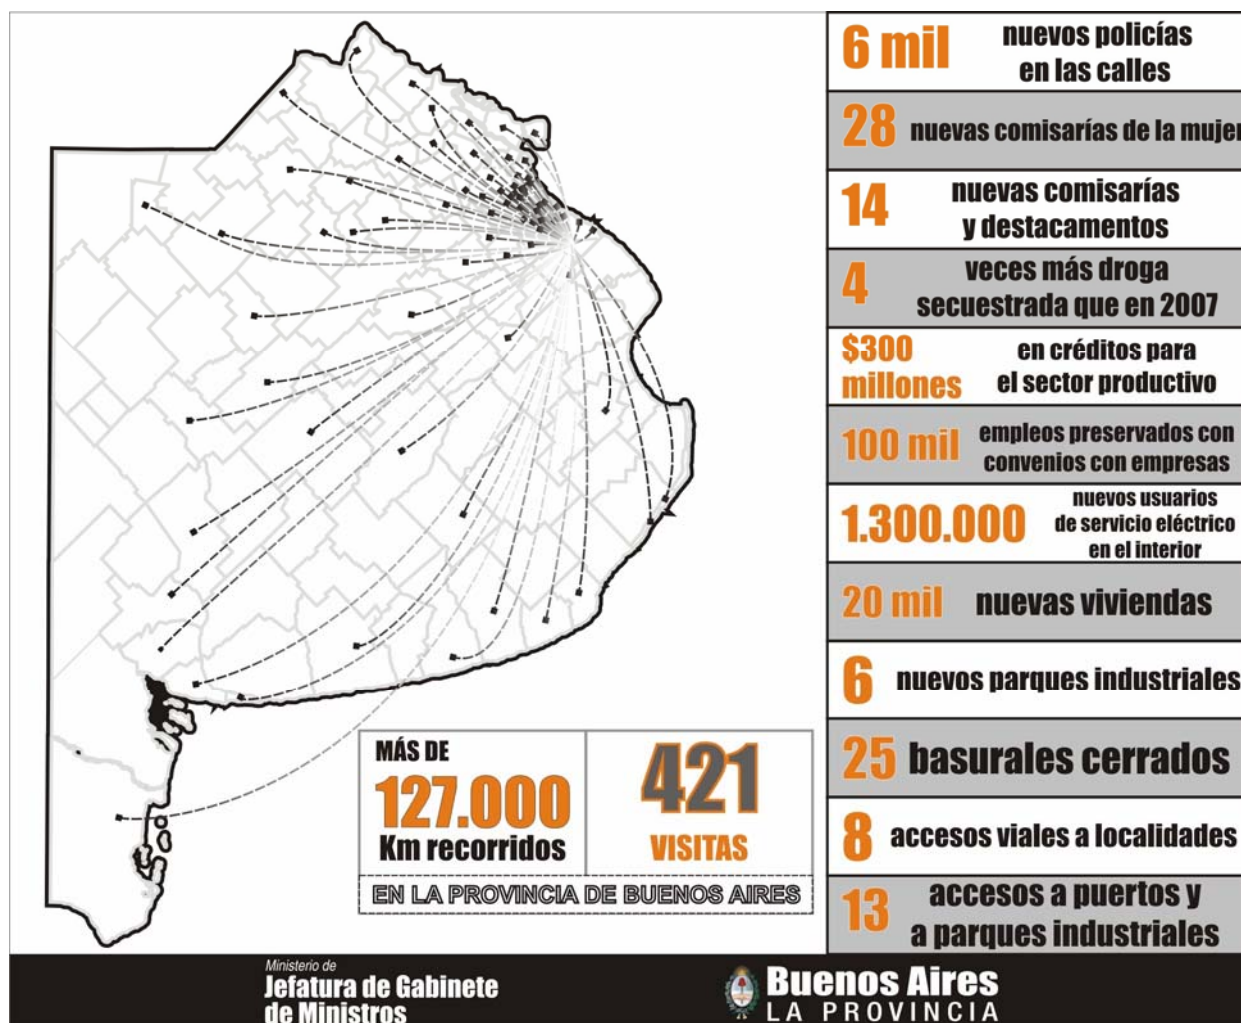 6 mil nuevos policías
en las calles
28 nuevas comisarías de la mujer
14 nuevas comisarías
y destacamentos
4 veces más droga
secuestrada que en 2007
$300
millones
en créditos para
el sector productivo
100 mil empleos preservados con
convenios con empresas
1.300.000 nuevos usuarios
de servicio eléctrico
en el interior
20 mil nuevas viviendas
6 nuevos parques industriales
25 basurales cerrados
8 accesos viales a localidades
13 accesos a puertos y
a parques industriales
MÁS DE
127.000
Km recorridos
421
VISITAS
EN LA PROVINCIA DE BUENOS AIRES
Ministerio de
Jefatura de Gabinete
de Ministros
Buenos Aires
LA PROVINCIA